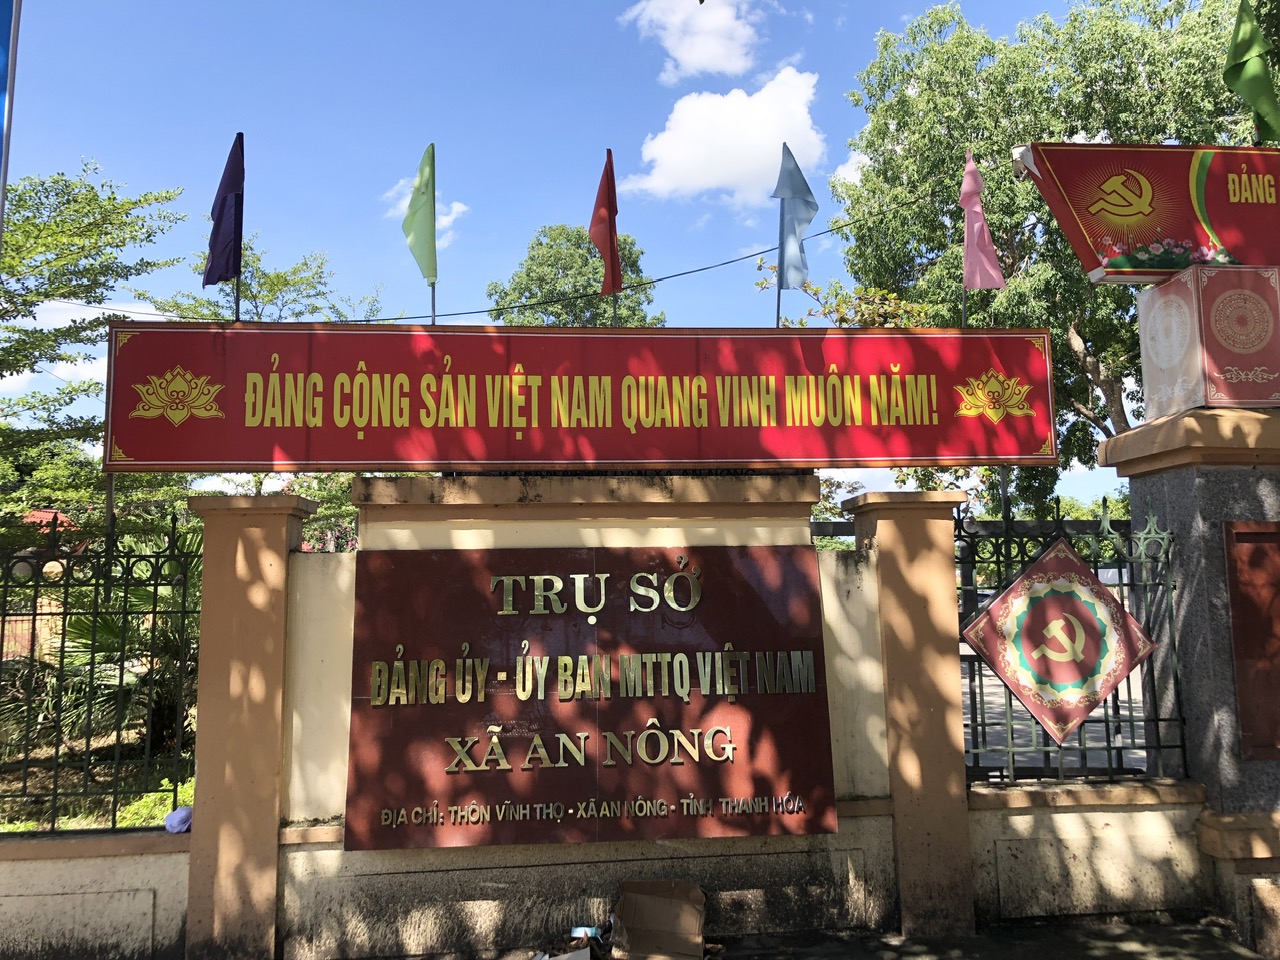 ĐẢNG CỘNG SẢN VIỆT NAM QUANG VINH MUÔN NĂM!
ĐẢNG
TRỤ SỞ
ĐẢNG ỦY - ỦY BAN MTTQ VIỆT NAM
XÃ AN NÔNG
ĐỊA CHỈ: THÔN VĨNH THỌ - XÃ AN NÔNG - TỈNH THANH HÓA